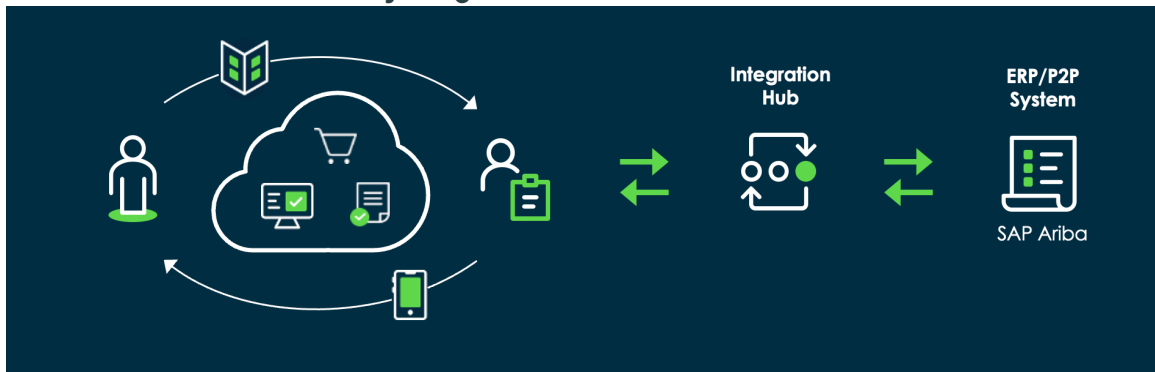 Integration
Hub
ERP/P2P
System
SAP Ariba